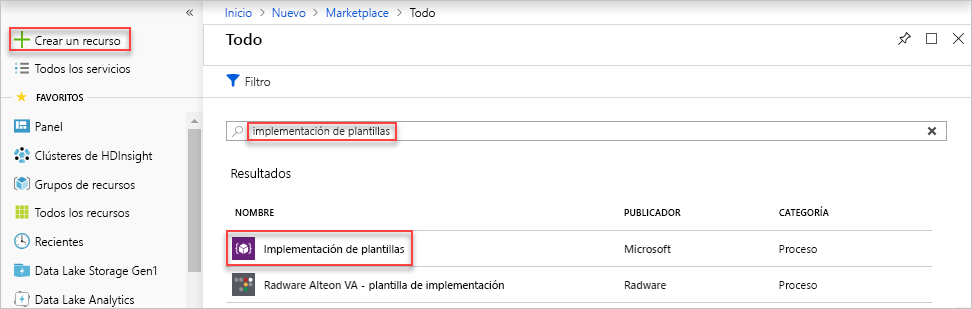 «
Crear un recurso
Todos los servicios
FAVORITOS
Panel
Clústeres de HDInsight
Grupos de recursos
Todos los recursos
Recientes
Data Lake Storage Gen1
Data Lake Analytics
Inicio > Nuevo > Marketplace > Todo
Todo
Filtro
implementación de plantillas
Resultados
NOMBRE PUBLICADOR CATEGORÍA
Implementación de plantillas Microsoft Proceso
Radware Alteon VA - plantilla de implementación Radware Proceso